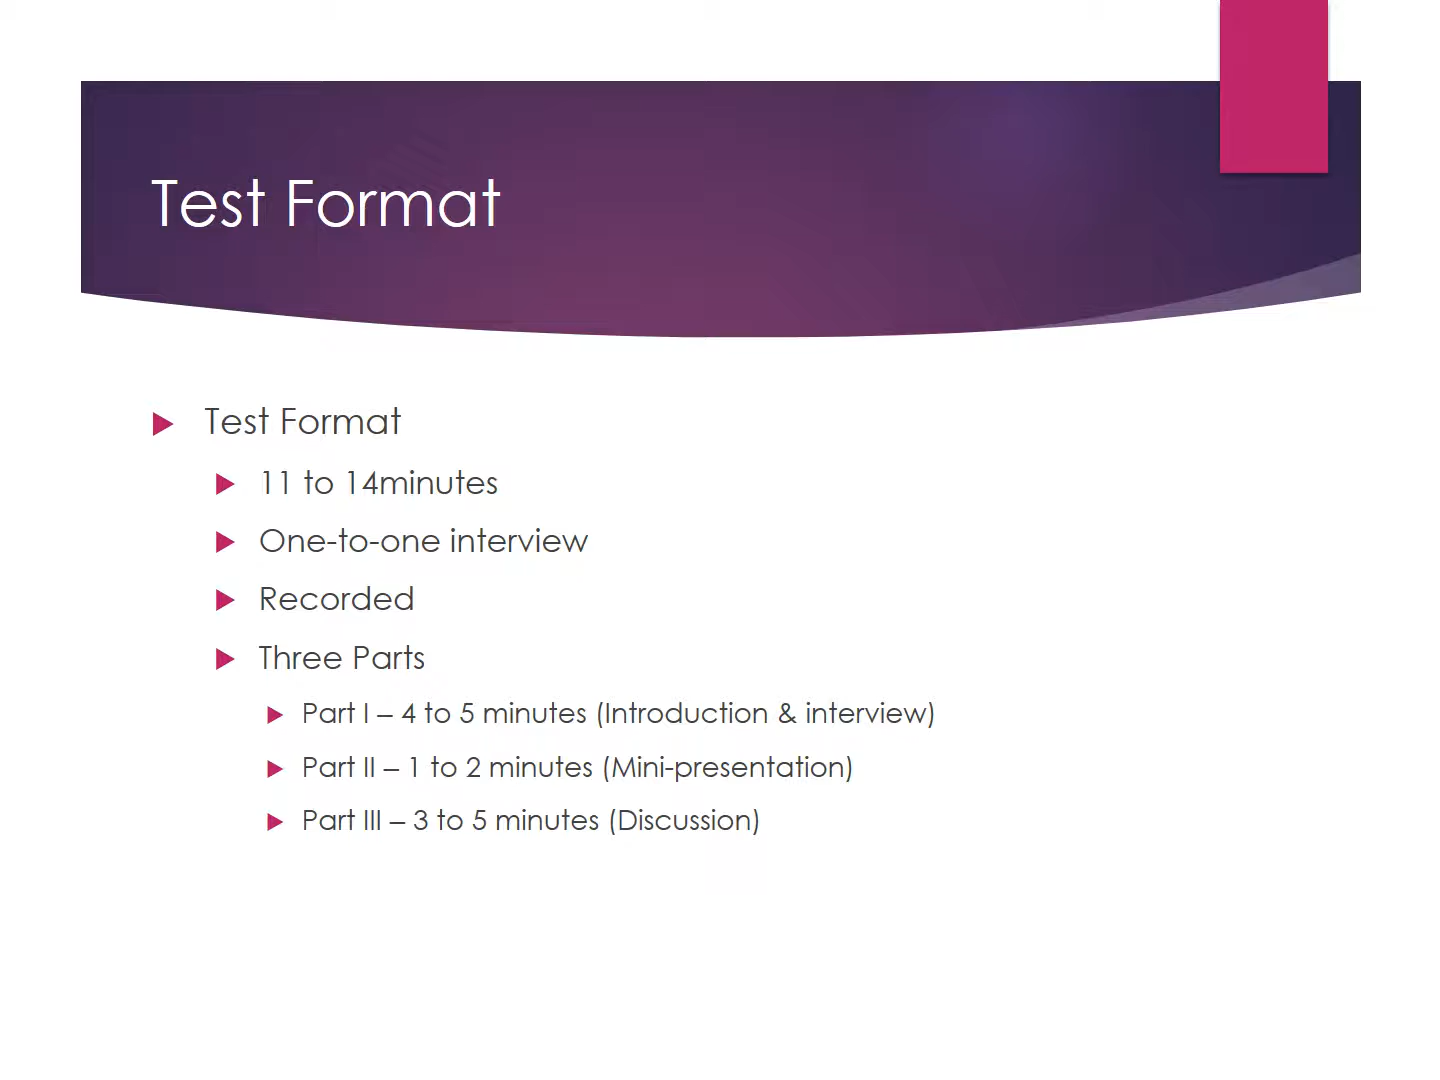 Test Format
Test Format
11 to 14minutes
One-to-one interview
Recorded
Three Parts
Part I – 4 to 5 minutes (Introduction & interview)
Part II – 1 to 2 minutes (Mini-presentation)
Part III – 3 to 5 minutes (Discussion)